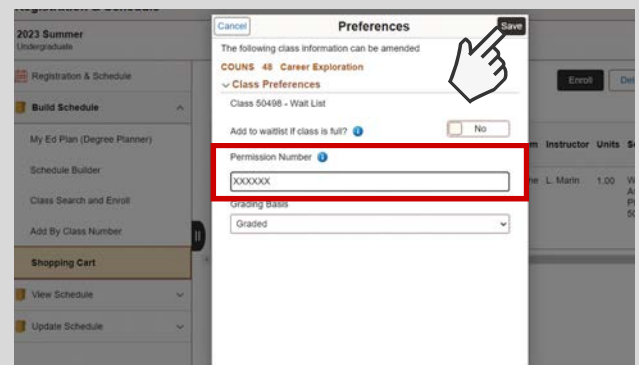 2023 Summer
Undergraduate
Registration & Schedule
Build Schedule
My Ed Plan (Degree Planner)
Schedule Builder
Class Search and Enroll
Add By Class Number
Shopping Cart
View Schedule
Update Schedule
Cancel
Preferences
Save
The following class information can be amended
COUNS 48 Career Exploration
Class Preferences
Class 50498 - Wait List
Add to waitlist if class is full?
No
Permission Number
XXXXXX
Grading Basis
Graded
Enroll
Instructor Units
L. Marin 1.00